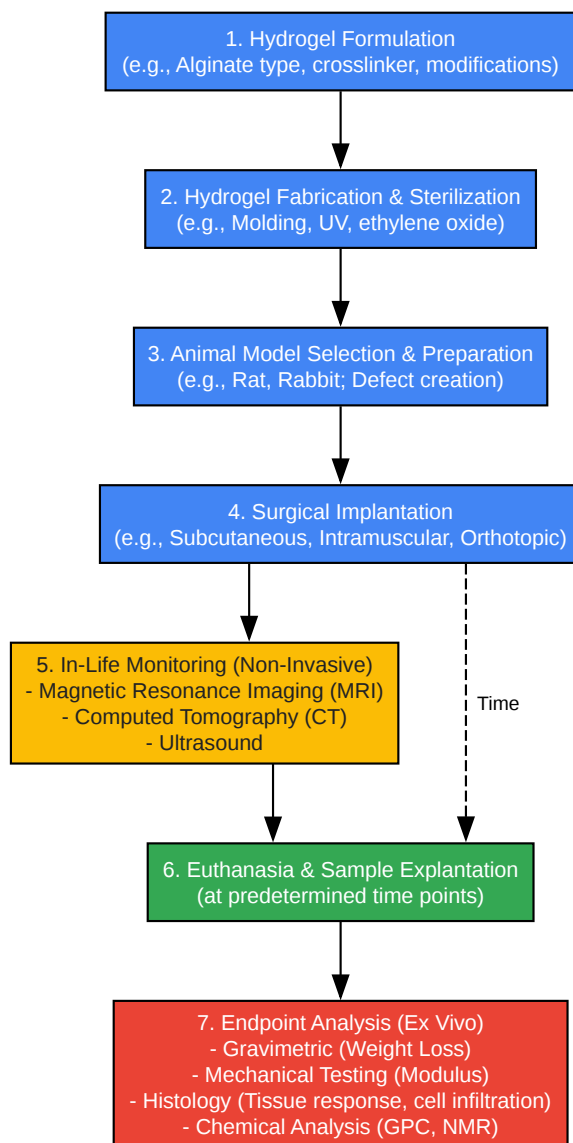 1. Hydrogel Formulation
(e.g., Alginate type, crosslinker, modifications)
2. Hydrogel Fabrication & Sterilization
(e.g., Molding, UV, ethylene oxide)
3. Animal Model Selection & Preparation
(e.g., Rat, Rabbit; Defect creation)
4. Surgical Implantation
(e.g., Subcutaneous, Intramuscular, Orthotopic)
5. In-Life Monitoring (Non-Invasive)
- Magnetic Resonance Imaging (MRI)
- Computed Tomography (CT)
- Ultrasound
Time
6. Euthanasia & Sample Explantation
(at predetermined time points)
7. Endpoint Analysis (Ex Vivo)
- Gravimetric (Weight Loss)
- Mechanical Testing (Modulus)
- Histology (Tissue response, cell infiltration)
- Chemical Analysis (GPC, NMR)